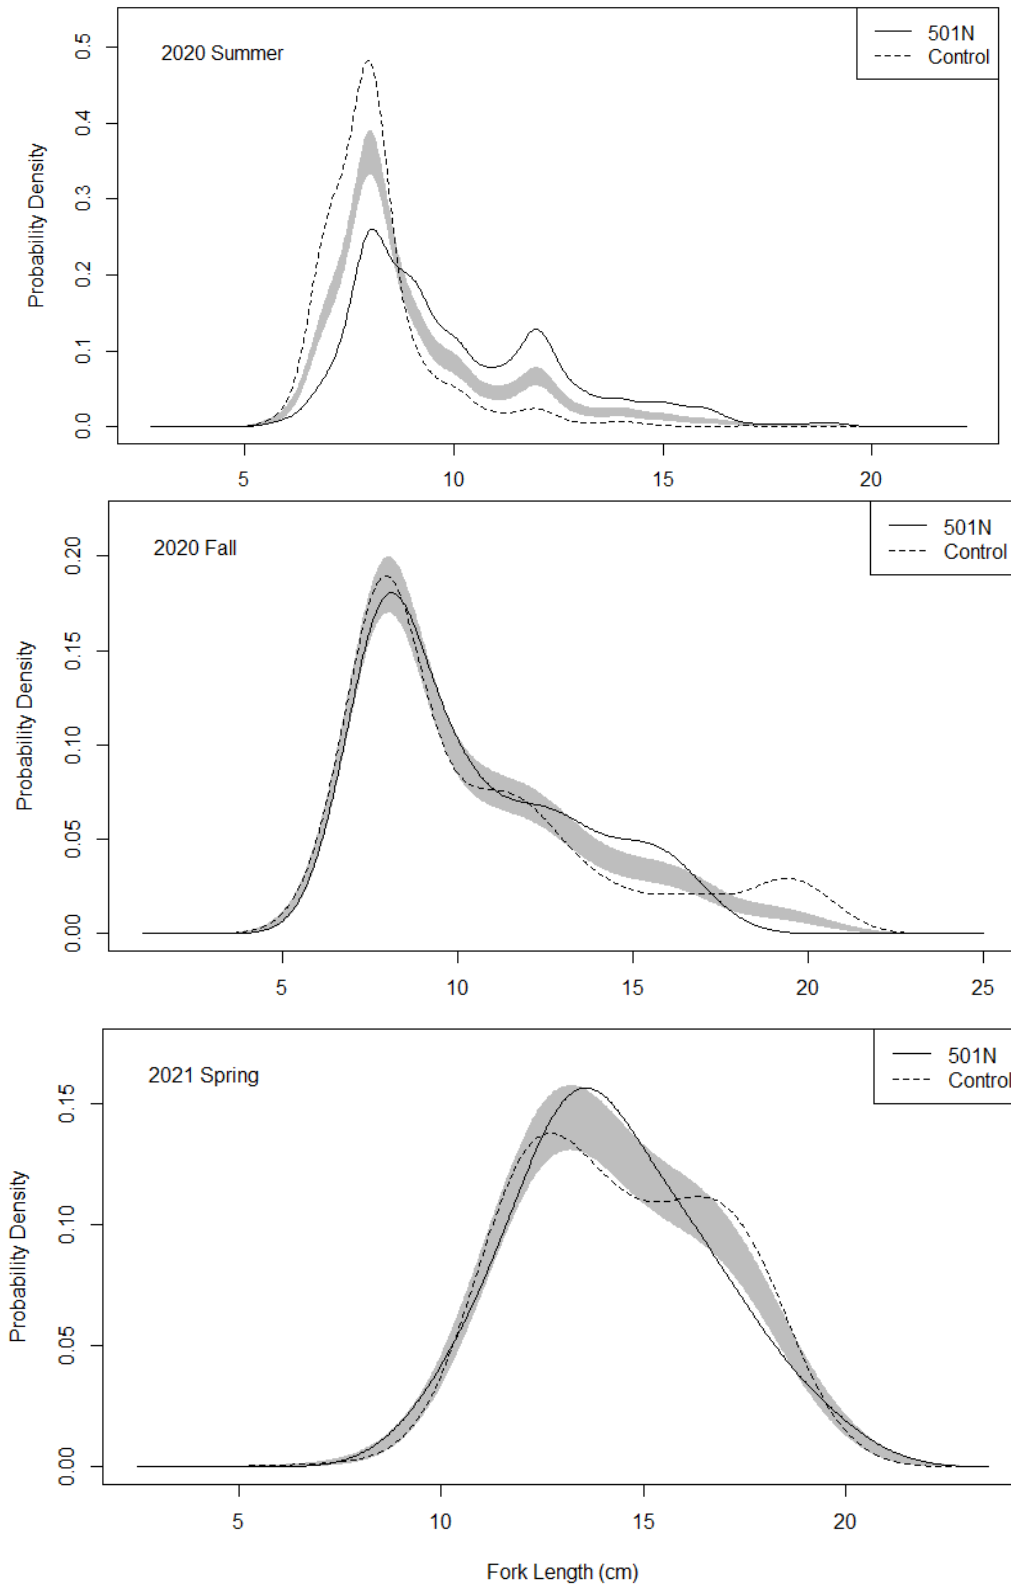 2020 Summer
501N
Control
Probability Density
0.5
0.4
0.3
0.2
0.1
0.0
5 10 15 20
2020 Fall
501N
Control
Probability Density
0.20
0.15
0.10
0.05
0.00
5 10 15 20 25
2021 Spring
501N
Control
Probability Density
0.15
0.10
0.05
0.00
5 10 15 20
Fork Length (cm)